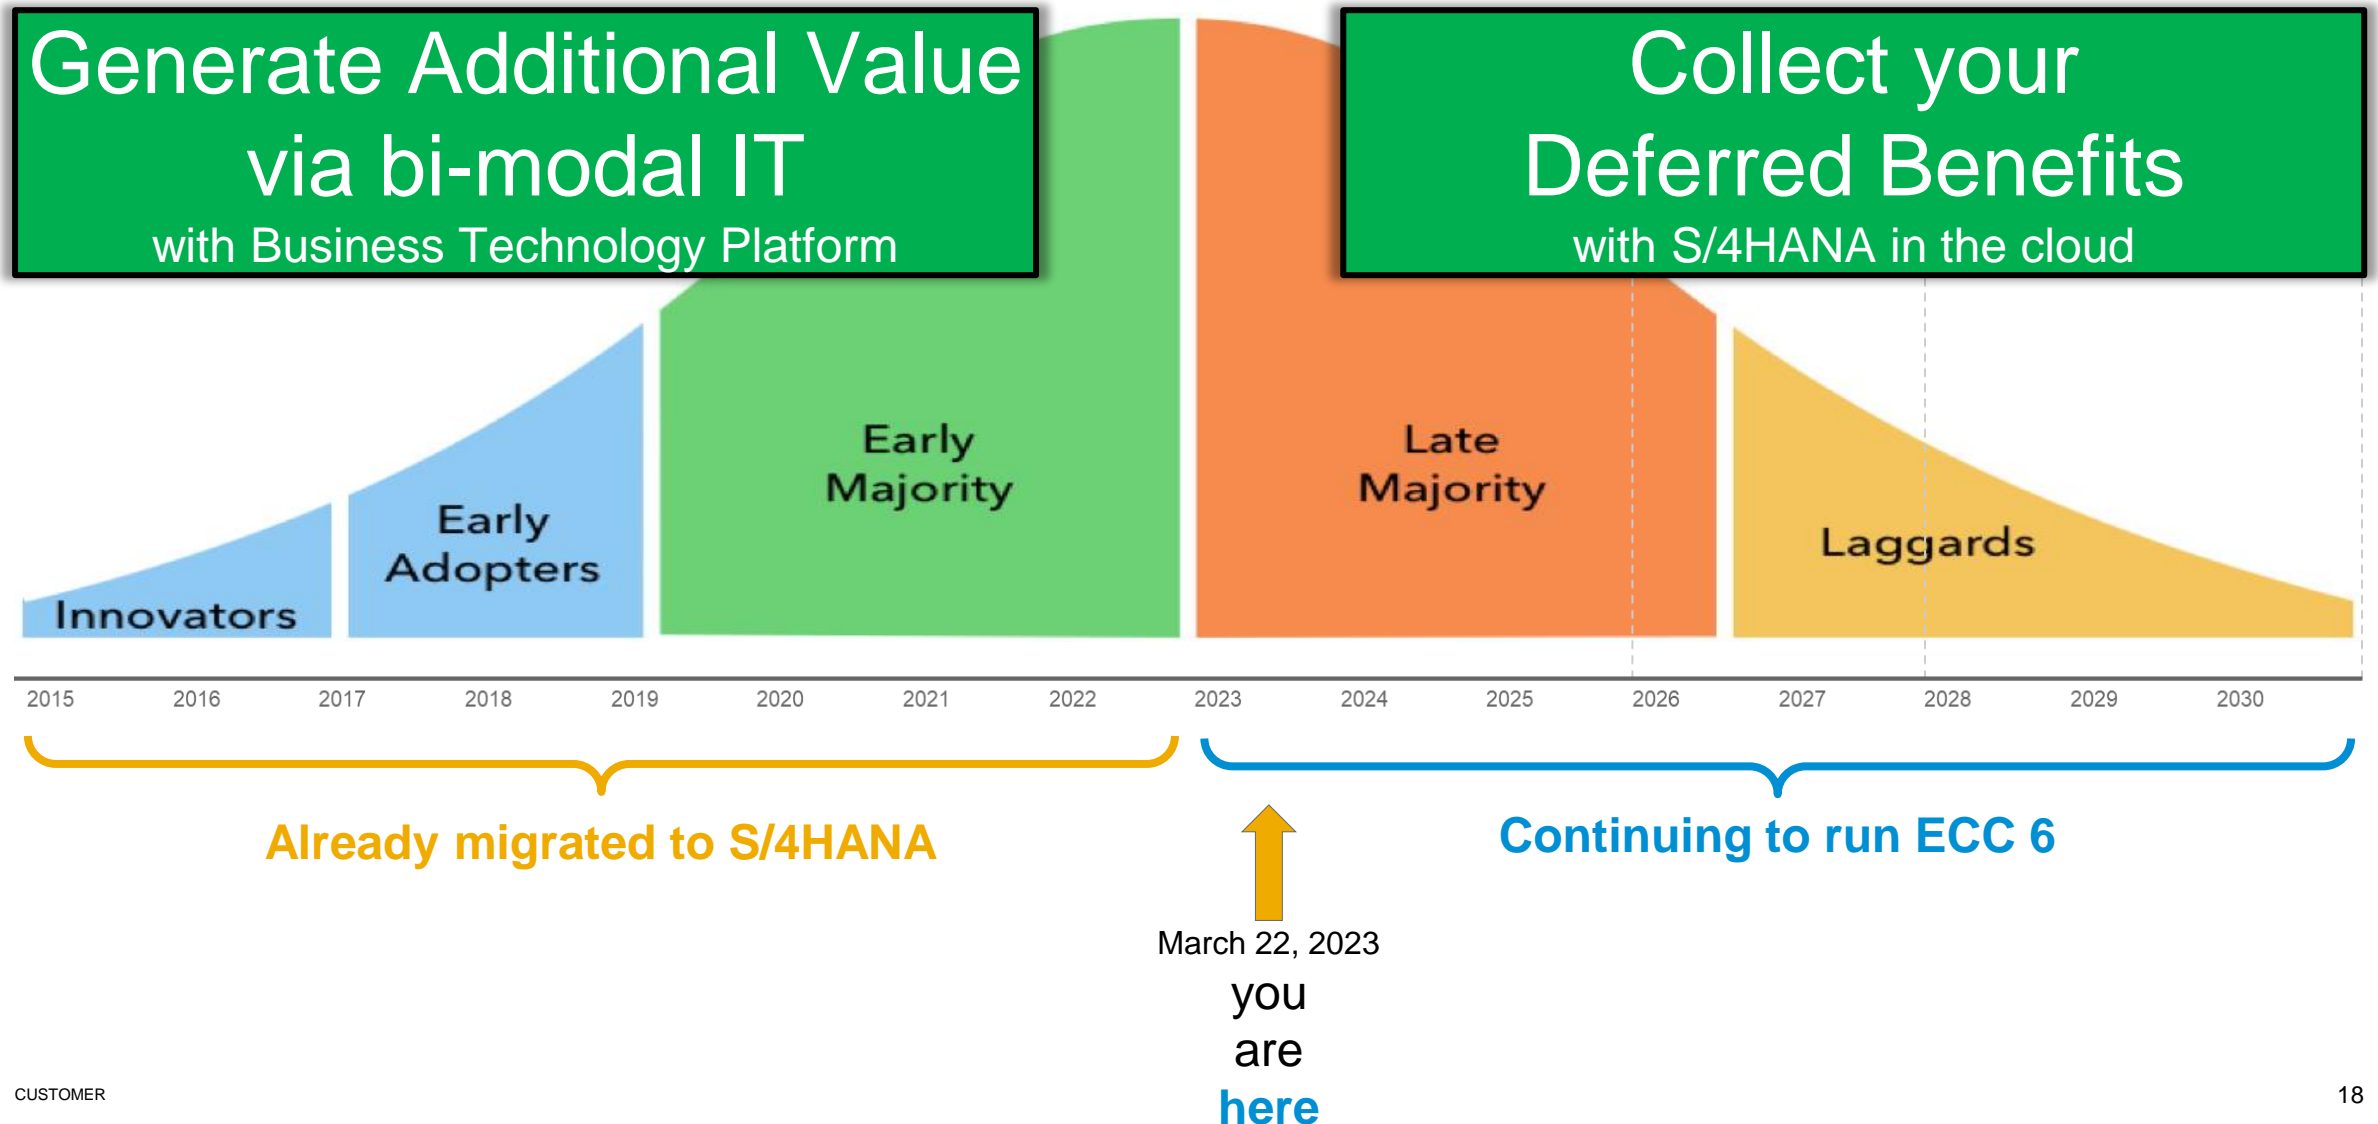 Generate Additional Value
via bi-modal IT
with Business Technology Platform
Collect your
Deferred Benefits
with S/4HANA in the cloud
Early
Majority
Late
Majority
Early
Adopters
Laggards
Innovators
2015 2016 2017 2018 2019 2020 2021 2022 2023 2024 2025 2026 2027 2028 2029 2030
Already migrated to S/4HANA
Continuing to run ECC 6
March 22, 2023
you
are
here
CUSTOMER
18